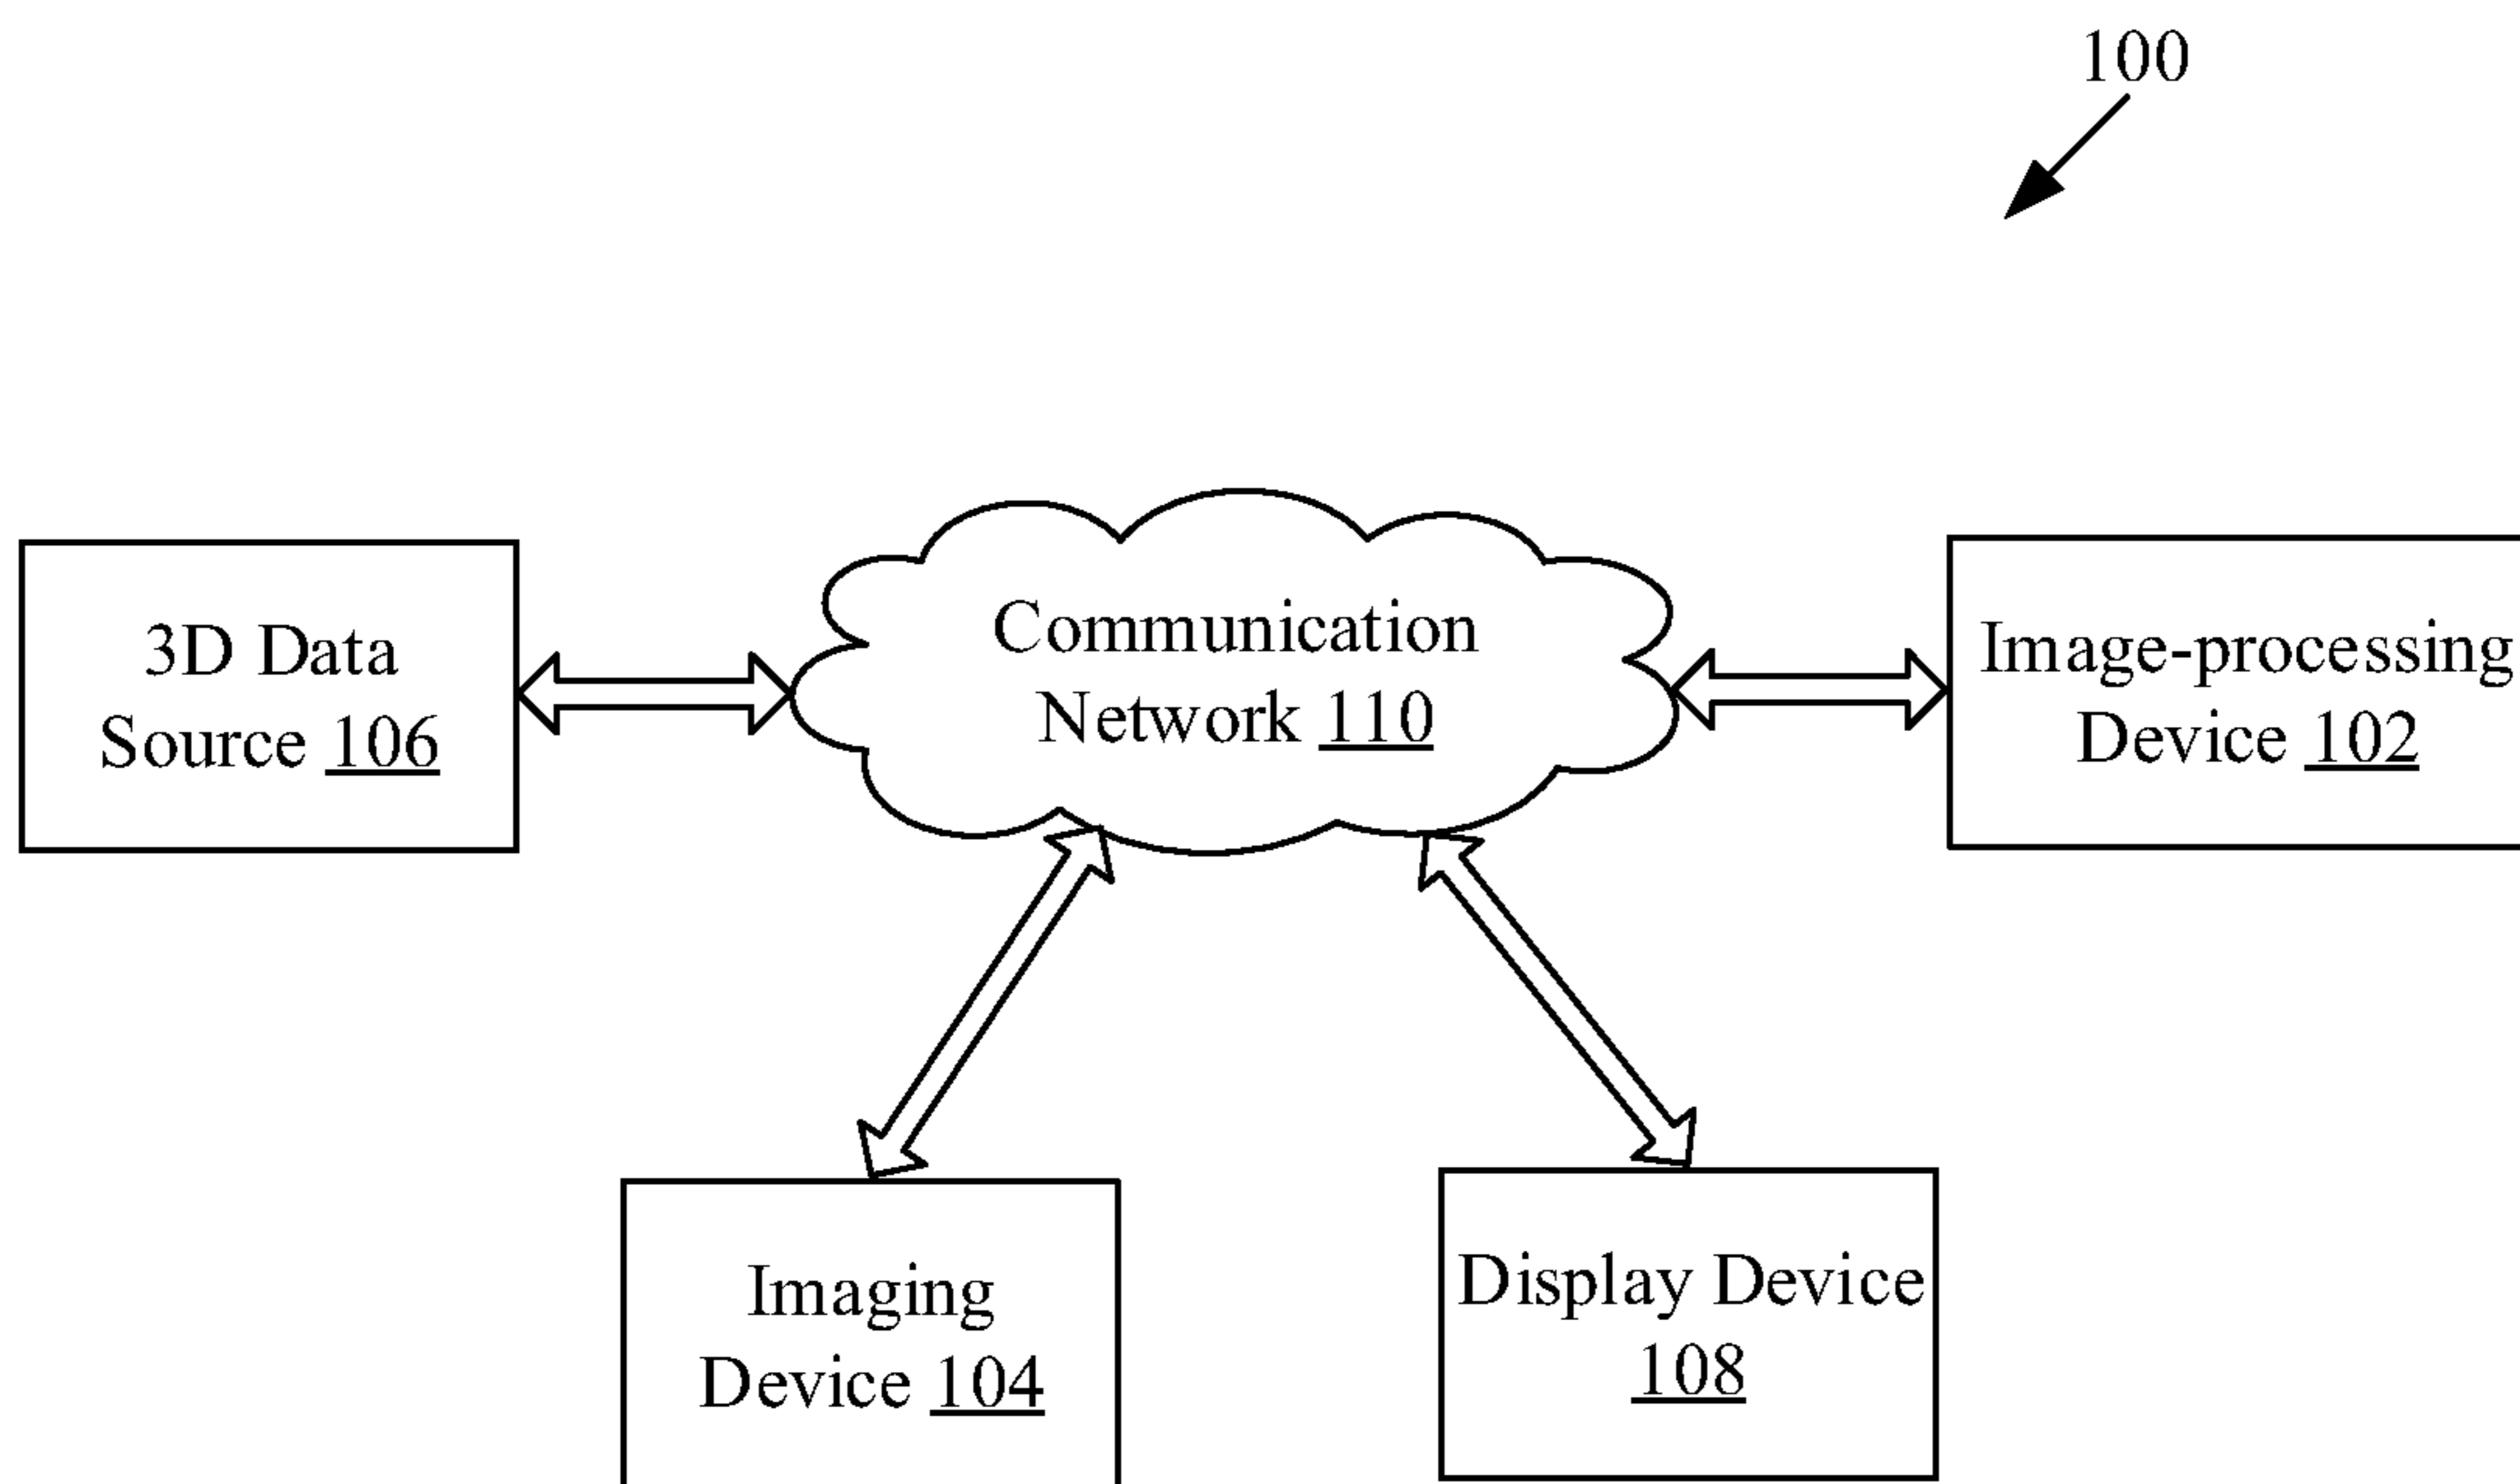 100
Communication
Network 110
3D Data
Source 106
Image-processing
Device 102
Imaging
Device 104
Display Device
108